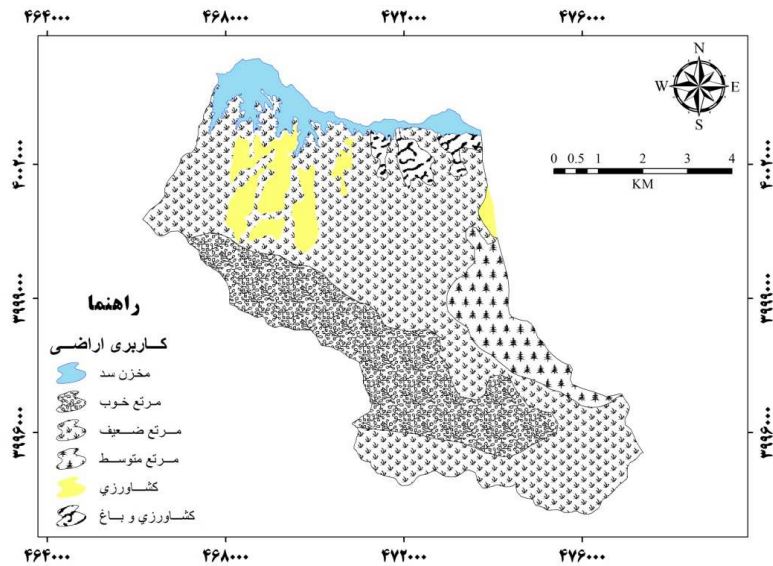 ۴۶۴۰۰۰ ۴۶۸۰۰۰ ۴۷۲۰۰۰ ۴۷۶۰۰۰
N
W E
S
۴۰۰۲۰۰۰ ۴۰۰۲۰۰۰
0 0.5 1 2 3 4
KM
۳۹۹۹۰۰۰ ۳۹۹۹۰۰۰
راهنما
کاربری اراضی
مخزن سد
مرتع خوب
مرتع ضعیف
مرتع متوسط
کشاورزي
کشاورزي و باغ
۳۹۹۶۰۰۰ ۳۹۹۶۰۰۰
۴۶۴۰۰۰ ۴۶۸۰۰۰ ۴۷۲۰۰۰ ۴۷۶۰۰۰